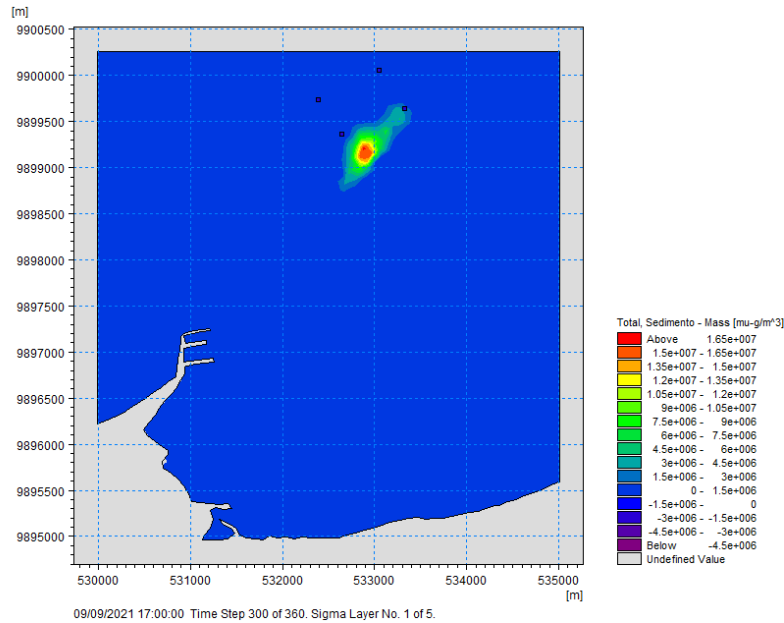 [m]
9900500
9900000
9899500
9899000
9898500
9898000
9897500
9897000
9896500
9896000
9895500
9895000
530000 531000 532000 533000 534000 535000
[m]
09/09/2021 17:00:00 Time Step 300 of 360. Sigma Layer No. 1 of 5.
Total, Sedimento - Mass [mu-g/m^3]
Above 1.65e+007
1.5e+007 - 1.65e+007
1.35e+007 - 1.5e+007
1.2e+007 - 1.35e+007
1.05e+007 - 1.2e+007
9e+006 - 1.05e+007
7.5e+006 - 9e+006
6e+006 - 7.5e+006
4.5e+006 - 6e+006
3e+006 - 4.5e+006
1.5e+006 - 3e+006
0 - 1.5e+006
-1.5e+006 - 0
-3e+006 - -1.5e+006
-4.5e+006 - -3e+006
Below -4.5e+006
Undefined Value